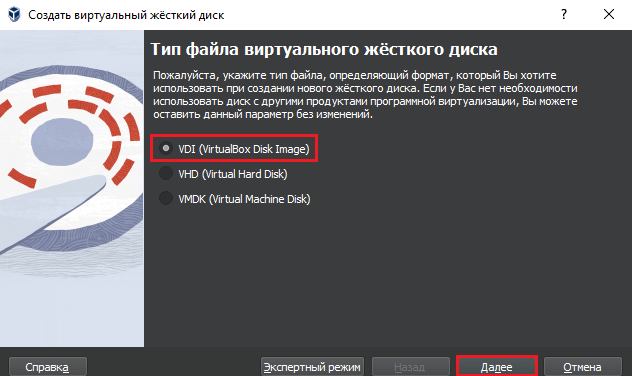 Создать виртуальный жёсткий диск
?
Тип файла виртуального жёсткого диска
Пожалуйста, укажите тип файла, определяющий формат, который Вы хотите
использовать при создании нового жёсткого диска. Если у Вас нет необходимости
использовать диск с другими продуктами программной виртуализации, Вы можете
оставить данный параметр без изменений.
VDI (VirtualBox Disk Image)
VHD (Virtual Hard Disk)
VMDK (Virtual Machine Disk)
Справка
Экспертный режим
Назад
Далее
Отмена